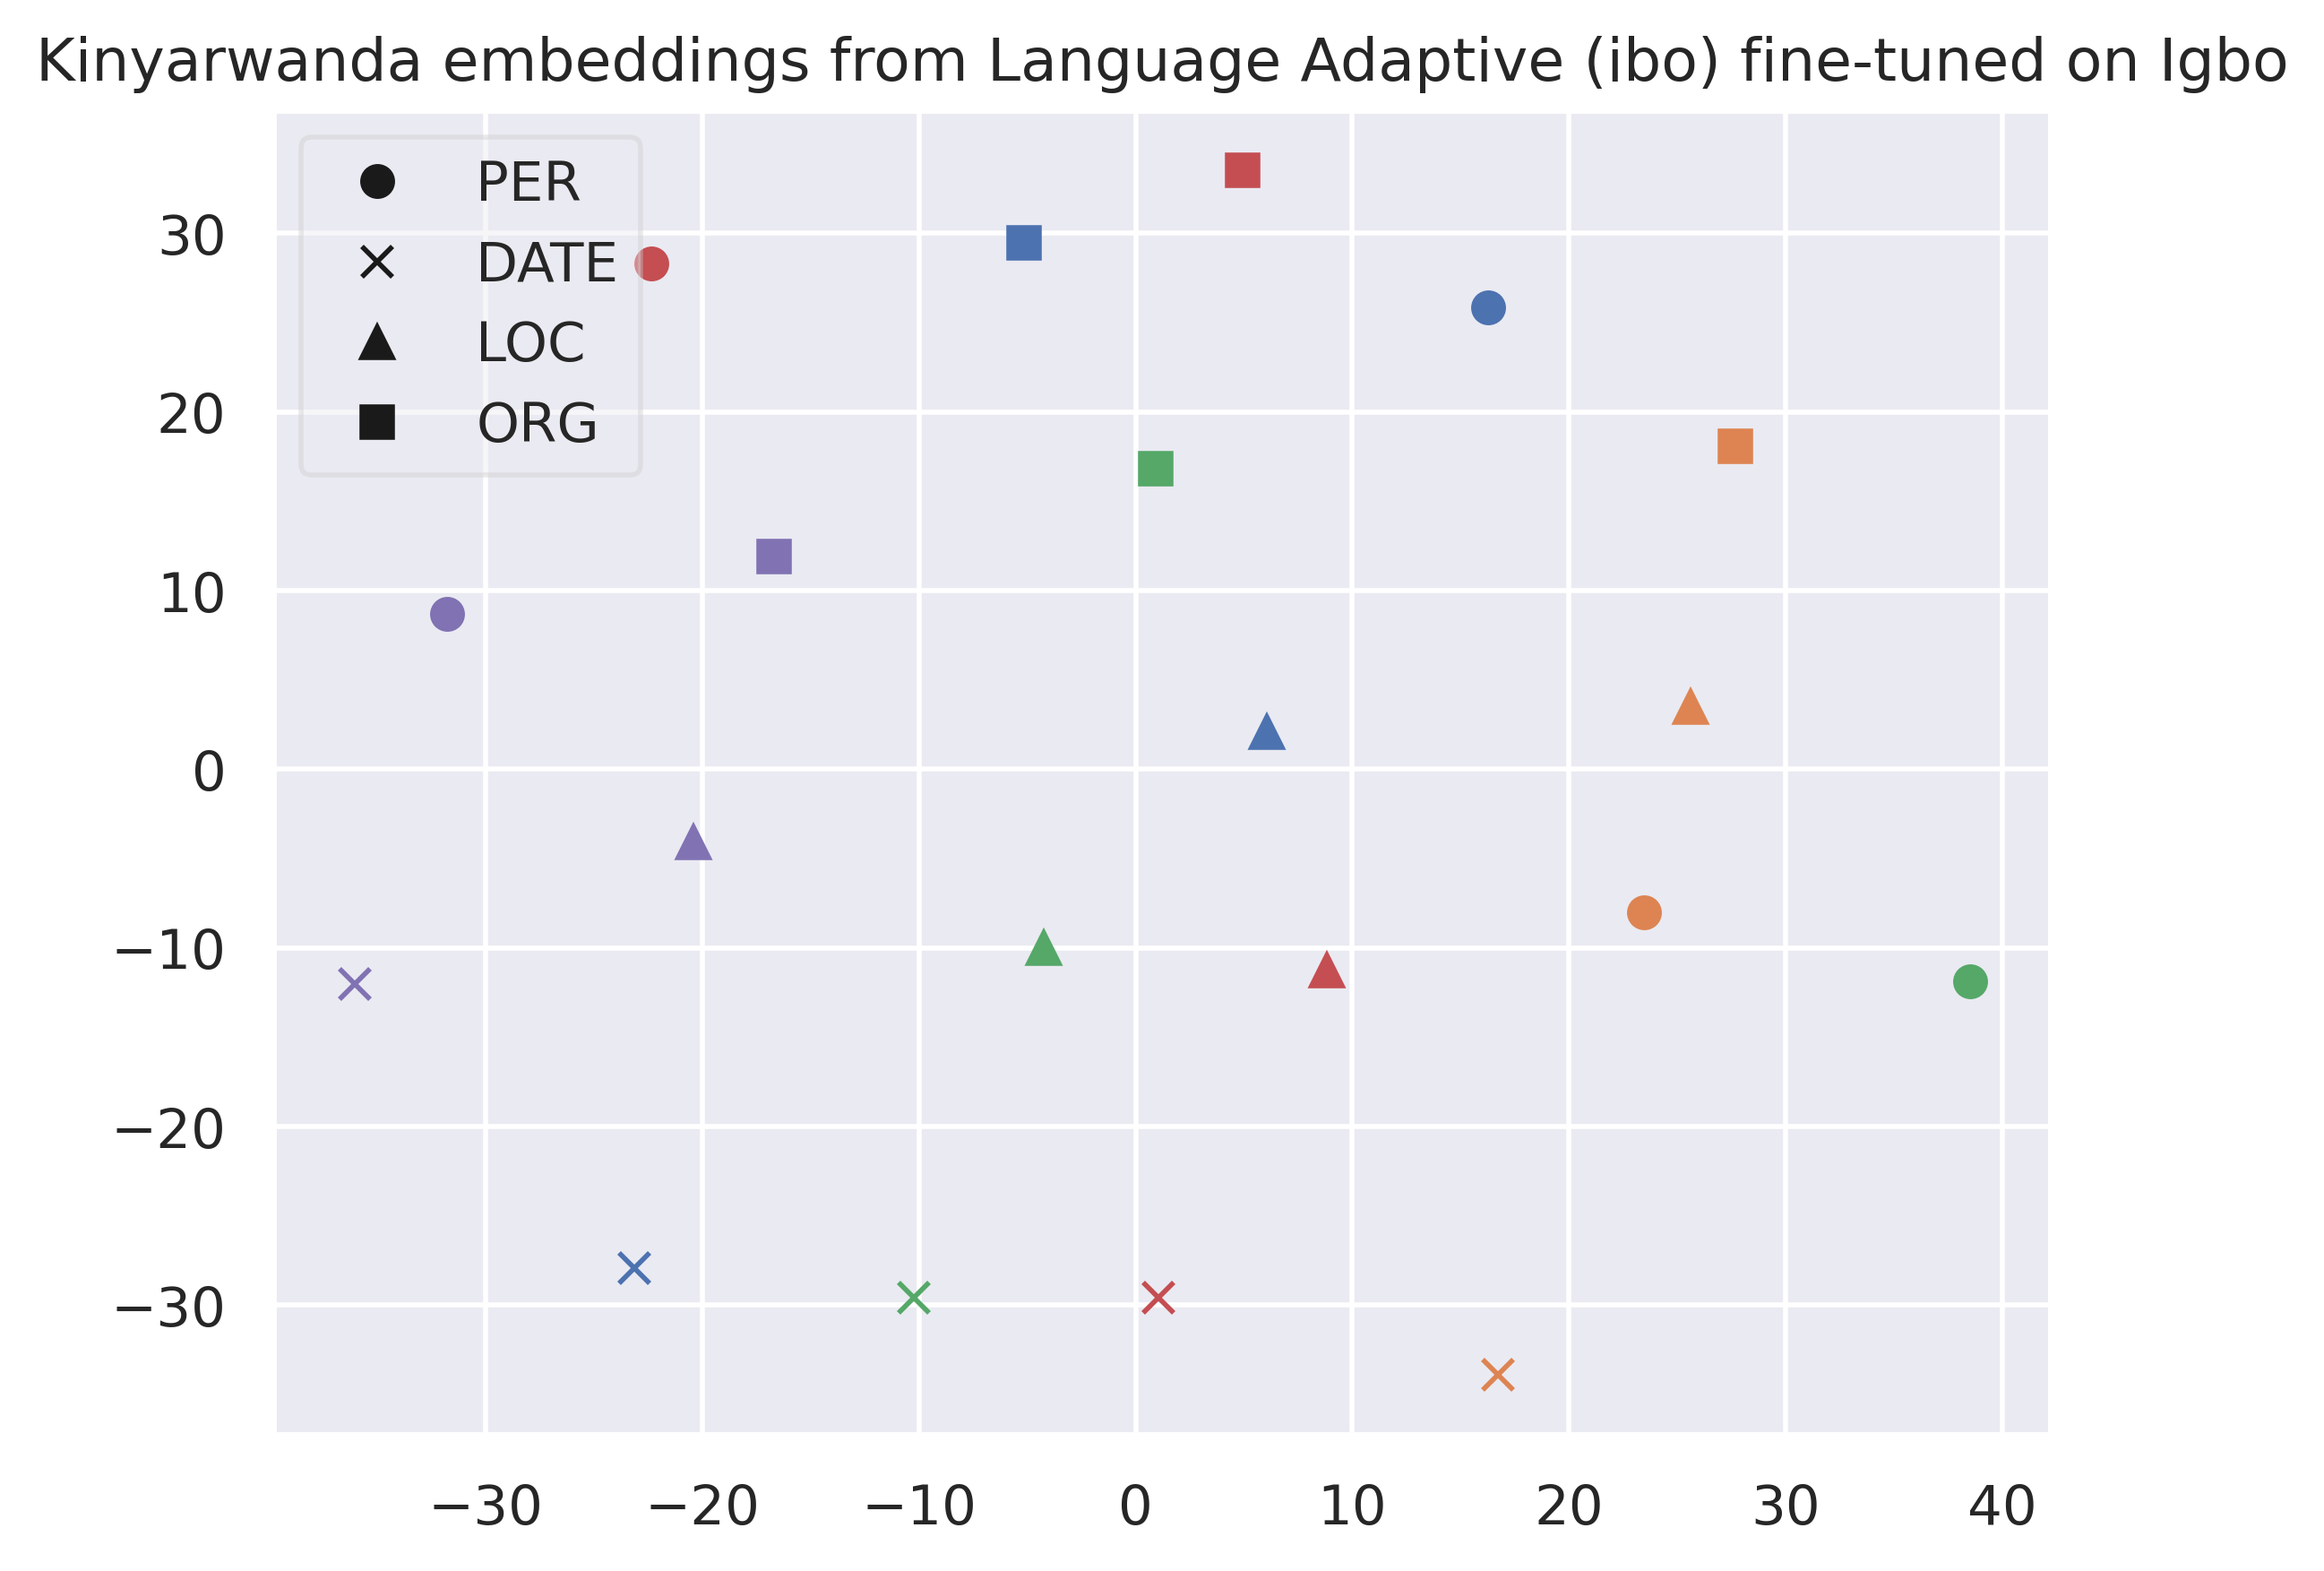 Kinyarwanda embeddings from Language Adaptive (ibo) fine-tuned on Igbo
PER
DATE
LOC
ORG
30
20
10
0
−10
−20
−30
−30 −20 −10 0 10 20 30 40